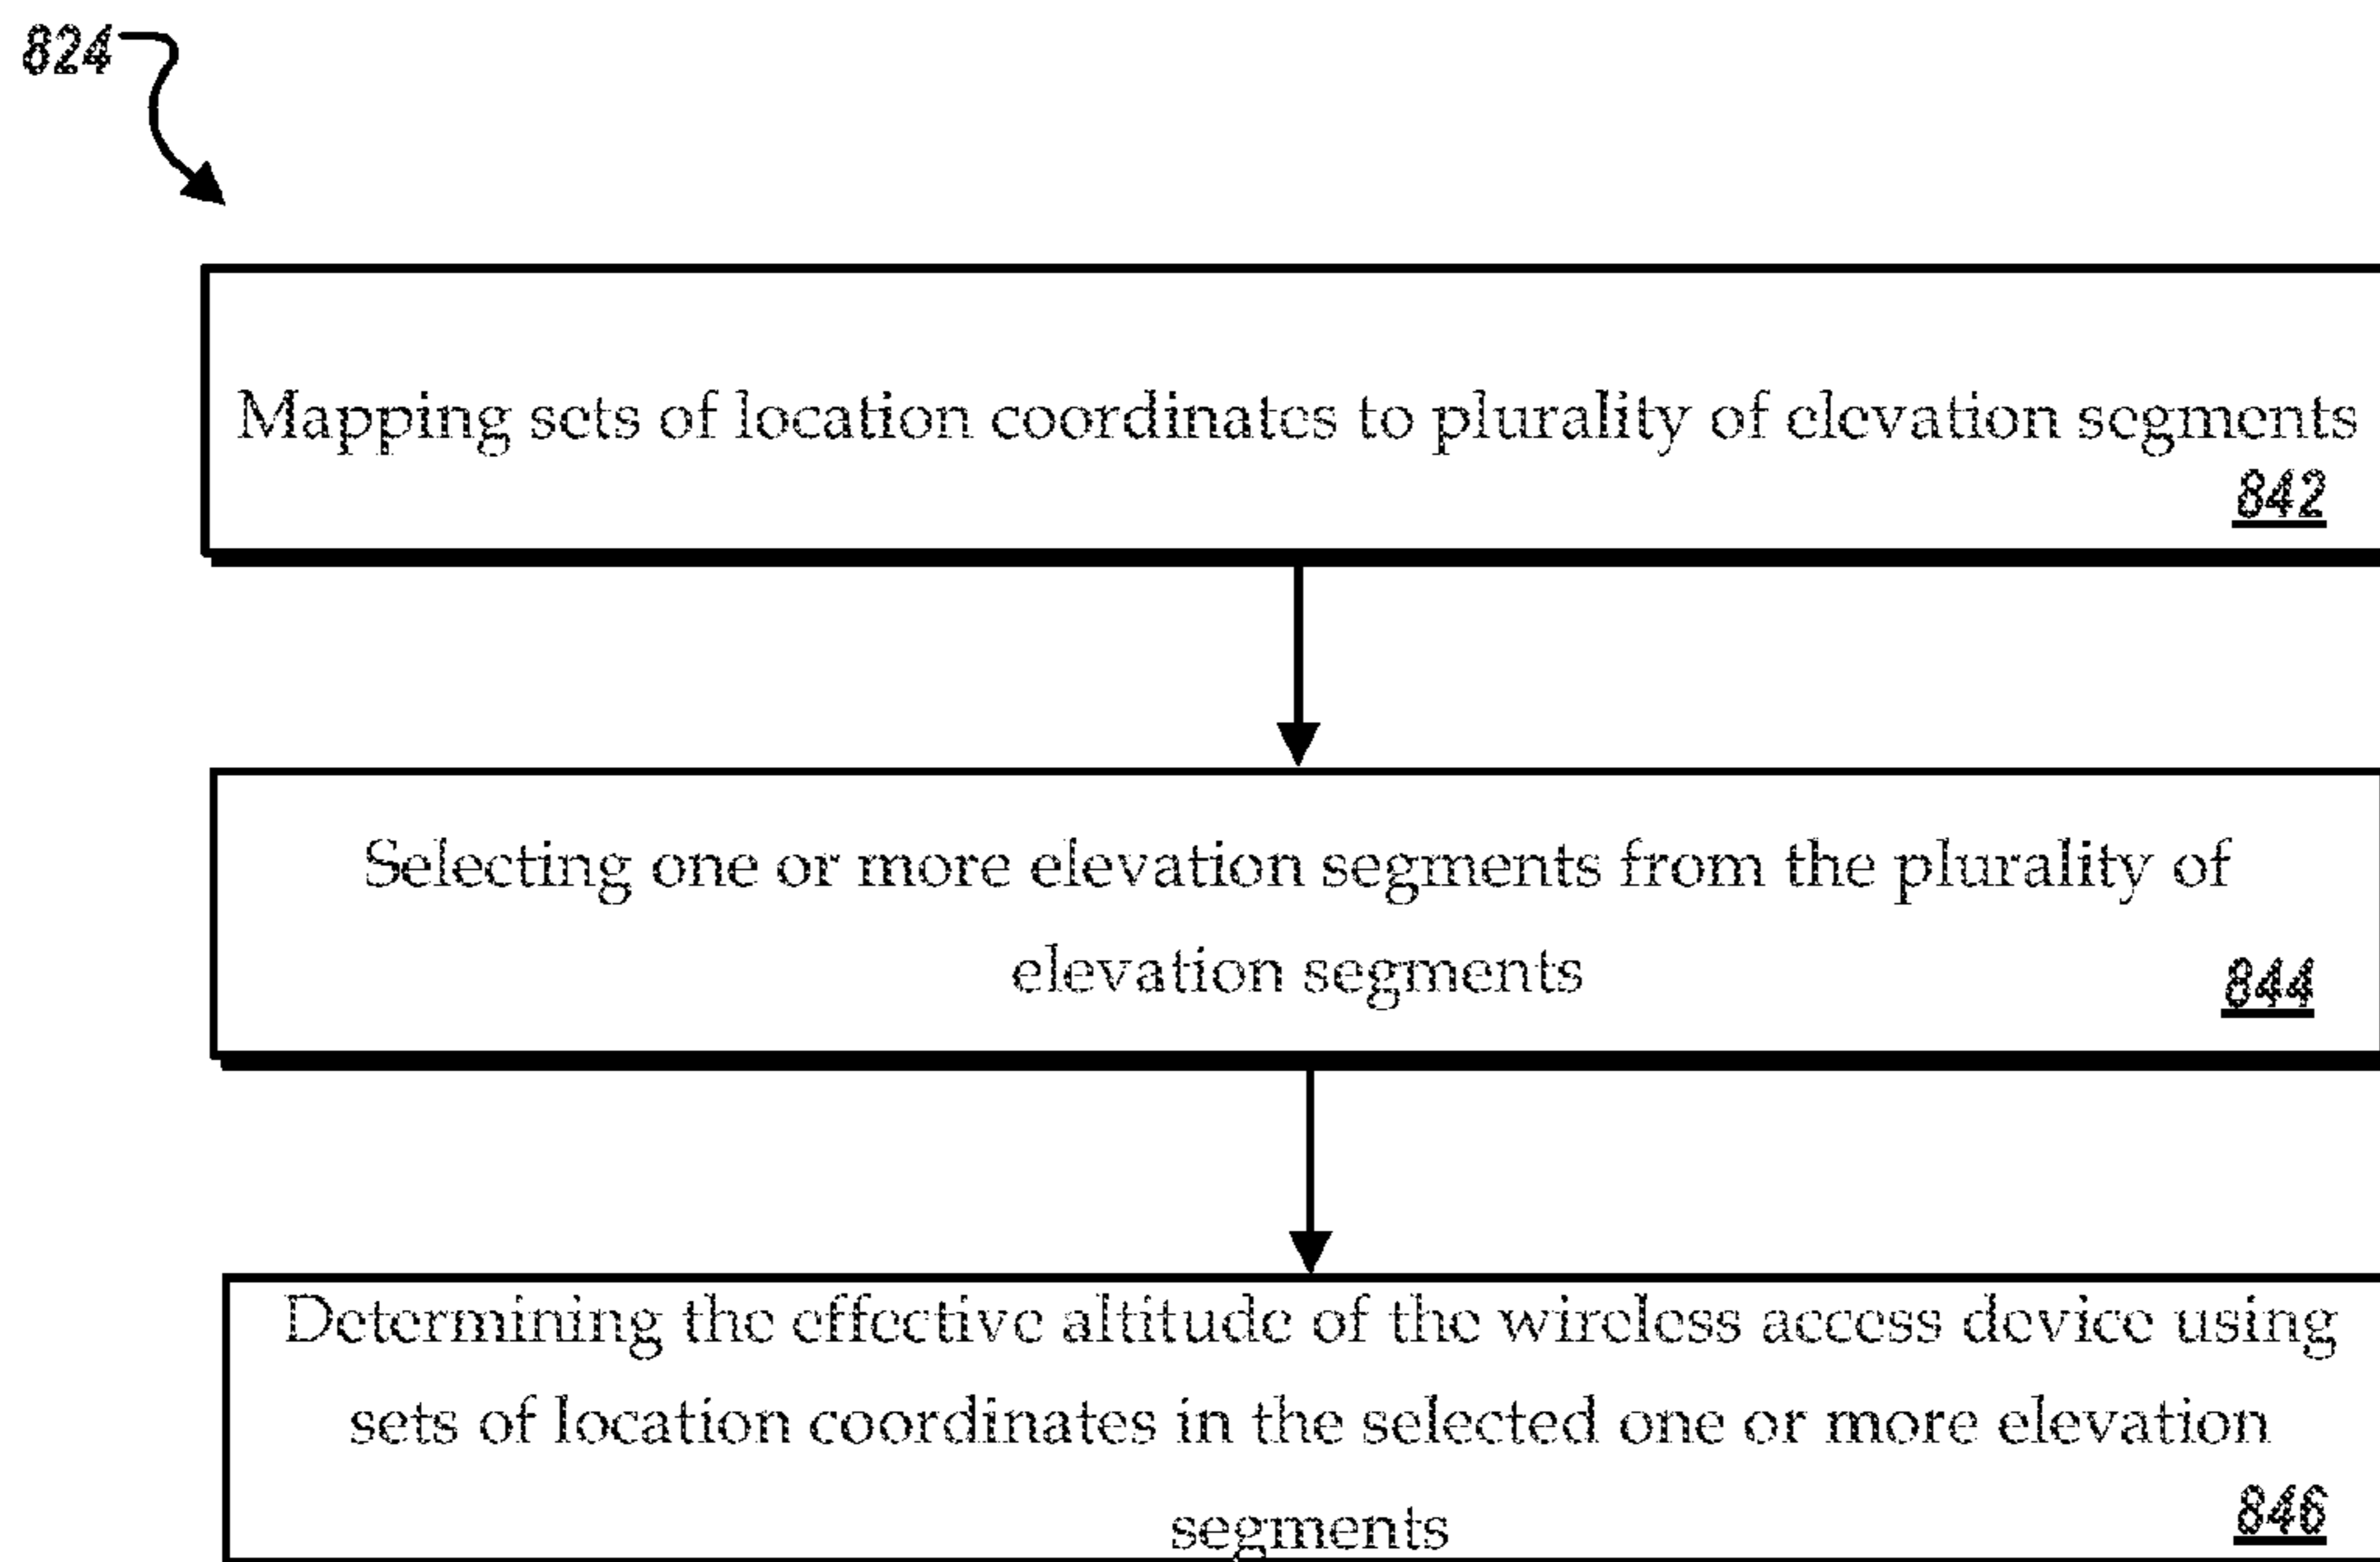 824
Mapping sets of location coordinates to plurality of elevation segments
842
Selecting one or more elevation segments from the plurality of
elevation segments
844
Determining the effective altitude of the wireless access device using
sets of location coordinates in the selected one or more elevation
segments
846